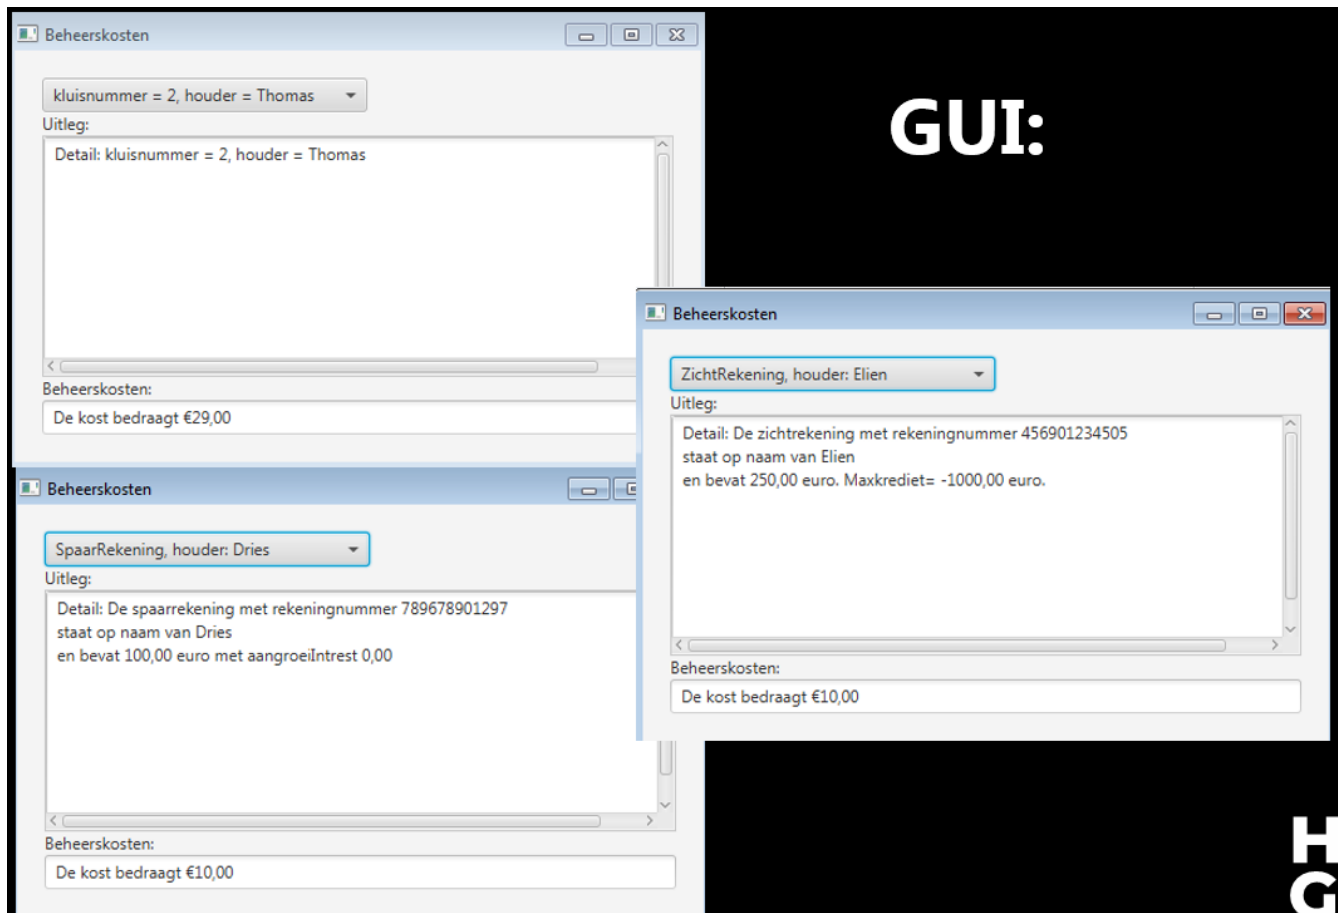 Beheerskosten
kluisnummer = 2, houder = Thomas
Uitleg:
Detail: kluisnummer = 2, houder = Thomas
Beheerskosten:
De kost bedraagt €29,00
GUI:
Beheerskosten
ZichtRekening, houder: Elien
Uitleg:
Detail: De zichtrekening met rekeningnummer 456901234505
staat op naam van Elien
en bevat 250,00 euro. Maxkrediet= -1000,00 euro.
Beheerskosten:
De kost bedraagt €10,00
Beheerskosten
SpaarRekening, houder: Dries
Uitleg:
Detail: De spaarrekening met rekeningnummer 789678901297
staat op naam van Dries
en bevat 100,00 euro met aangroeiIntrest 0,00
Beheerskosten:
De kost bedraagt €10,00
H
G